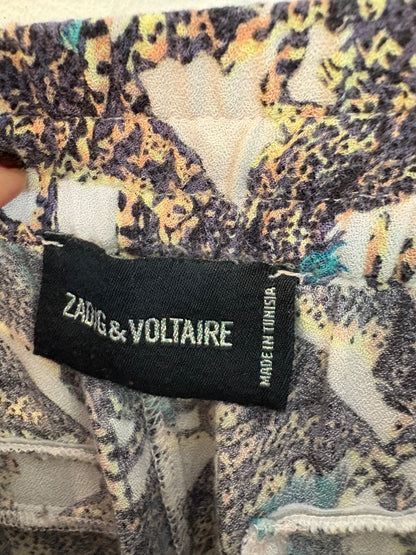 ZADIG & VOLTAIRE
MADE IN TUNISIA